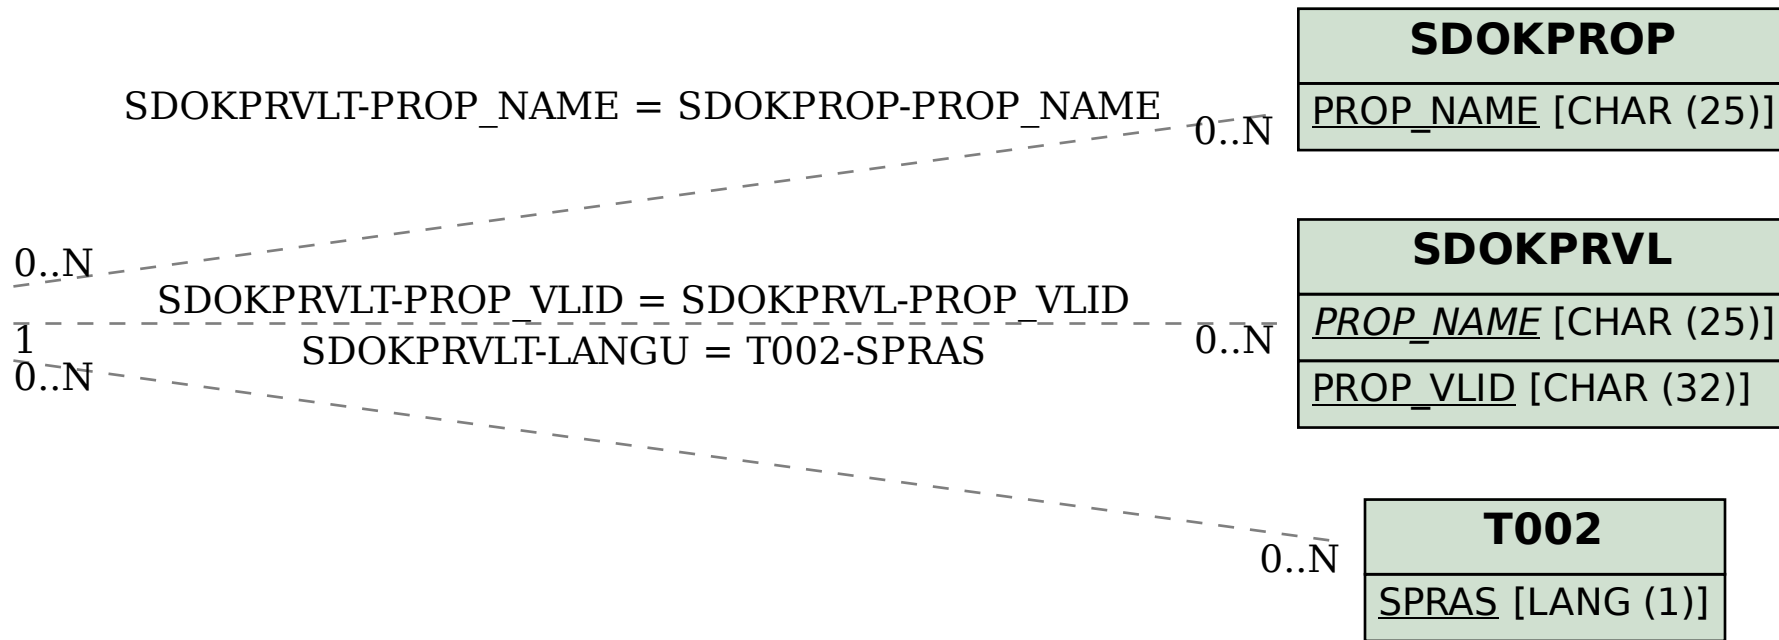 SDOKPROP
SDOKPRVLT-PROP_NAME = SDOKPROP-PROP_NAME
0..N
PROP_NAME [CHAR (25)]
0..N
SDOKPRVL
SDOKPRVLT-PROP_VLID = SDOKPRVL-PROP_VLID
PROP_NAME [CHAR (25)]
1
0..N
SDOKPRVLT-LANGU = T002-SPRAS
0..N
PROP_VLID [CHAR (32)]
T002
0..N
SPRAS [LANG (1)]